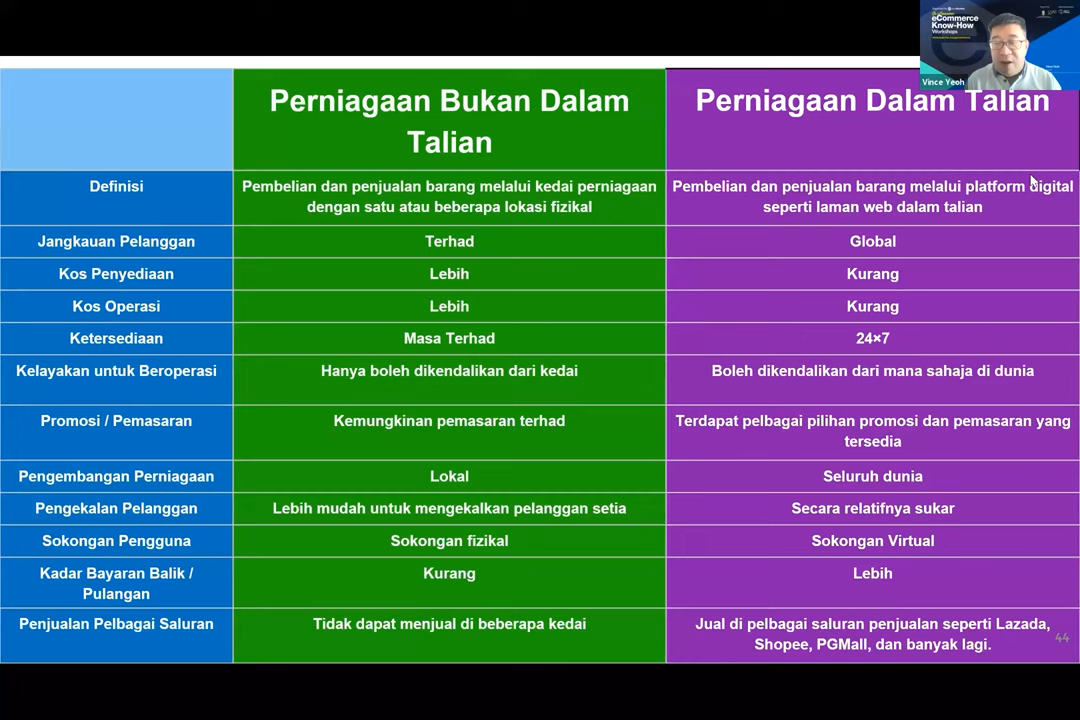 eCommerce
Know-How
Workshops
Vince Yeoh
Perniagaan Bukan Dalam
Talian
Perniagaan Dalam Talian
Definisi
Pembelian dan penjualan barang melalui kedai perniagaan
dengan satu atau beberapa lokasi fizikal
Pembelian dan penjualan barang melalui platform digital
seperti laman web dalam talian
Jangkauan Pelanggan
Terhad
Global
Kos Penyediaan
Lebih
Kurang
Kos Operasi
Lebih
Kurang
Ketersediaan
Masa Terhad
24×7
Kelayakan untuk Beroperasi
Hanya boleh dikendalikan dari kedai
Boleh dikendalikan dari mana sahaja di dunia
Promosi / Pemasaran
Kemungkinan pemasaran terhad
Terdapat pelbagai pilihan promosi dan pemasaran yang
tersedia
Pengembangan Perniagaan
Lokal
Seluruh dunia
Pengekalan Pelanggan
Lebih mudah untuk mengekalkan pelanggan setia
Secara relatifnya sukar
Sokongan Pengguna
Sokongan fizikal
Sokongan Virtual
Kadar Bayaran Balik /
Pulangan
Kurang
Lebih
Penjualan Pelbagai Saluran
Tidak dapat menjual di beberapa kedai
Jual di pelbagai saluran penjualan seperti Lazada,
Shopee, PGMall, dan banyak lagi.
44